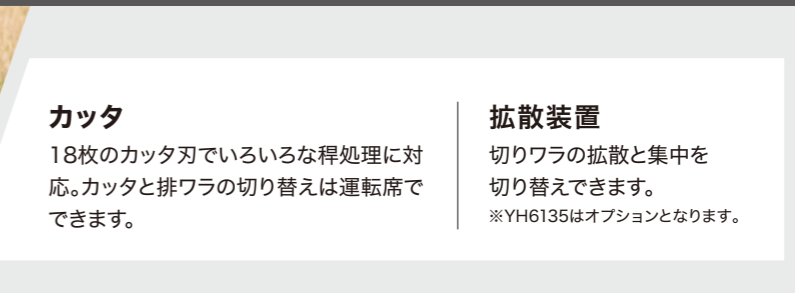 カッタ
18枚のカッタ刃でいろいろな稈処理に対
応。カッタと排ワラの切り替えは運転席で
できます。
拡散装置
切りワラの拡散と集中を
切り替えできます。
※YH6135はオプションとなります。